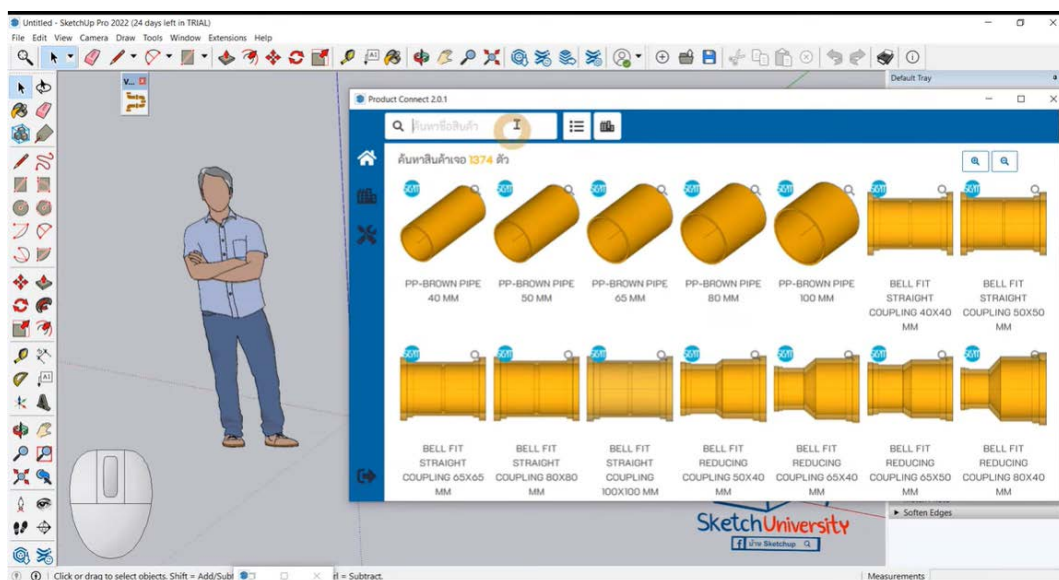 Untitled - SketchUp Pro 2022 (24 days left in TRIAL)
File Edit View Camera Draw Tools Window Extensions Help
Default Tray
V...
Product Connect 2.0.1
ค้นหาชื่อสินค้า
ค้นหาสินค้าเจอ 1374 ตัว
PP-BROWN PIPE 40 MM
PP-BROWN PIPE 50 MM
PP-BROWN PIPE 65 MM
PP-BROWN PIPE 80 MM
PP-BROWN PIPE 100 MM
BELL FIT STRAIGHT COUPLING 40X40 MM
BELL FIT STRAIGHT COUPLING 50X50 MM
BELL FIT STRAIGHT COUPLING 65X65 MM
BELL FIT STRAIGHT COUPLING 80X80 MM
BELL FIT STRAIGHT COUPLING 100X100 MM
BELL FIT REDUCING COUPLING 50X40 MM
BELL FIT REDUCING COUPLING 65X40 MM
BELL FIT REDUCING COUPLING 65X50 MM
BELL FIT REDUCING COUPLING 80X40 MM
Soften Edges
SketchUniversity
บ้าน Sketchup
Click or drag to select objects. Shift = Add/Subt
rl = Subtract.
Measurements